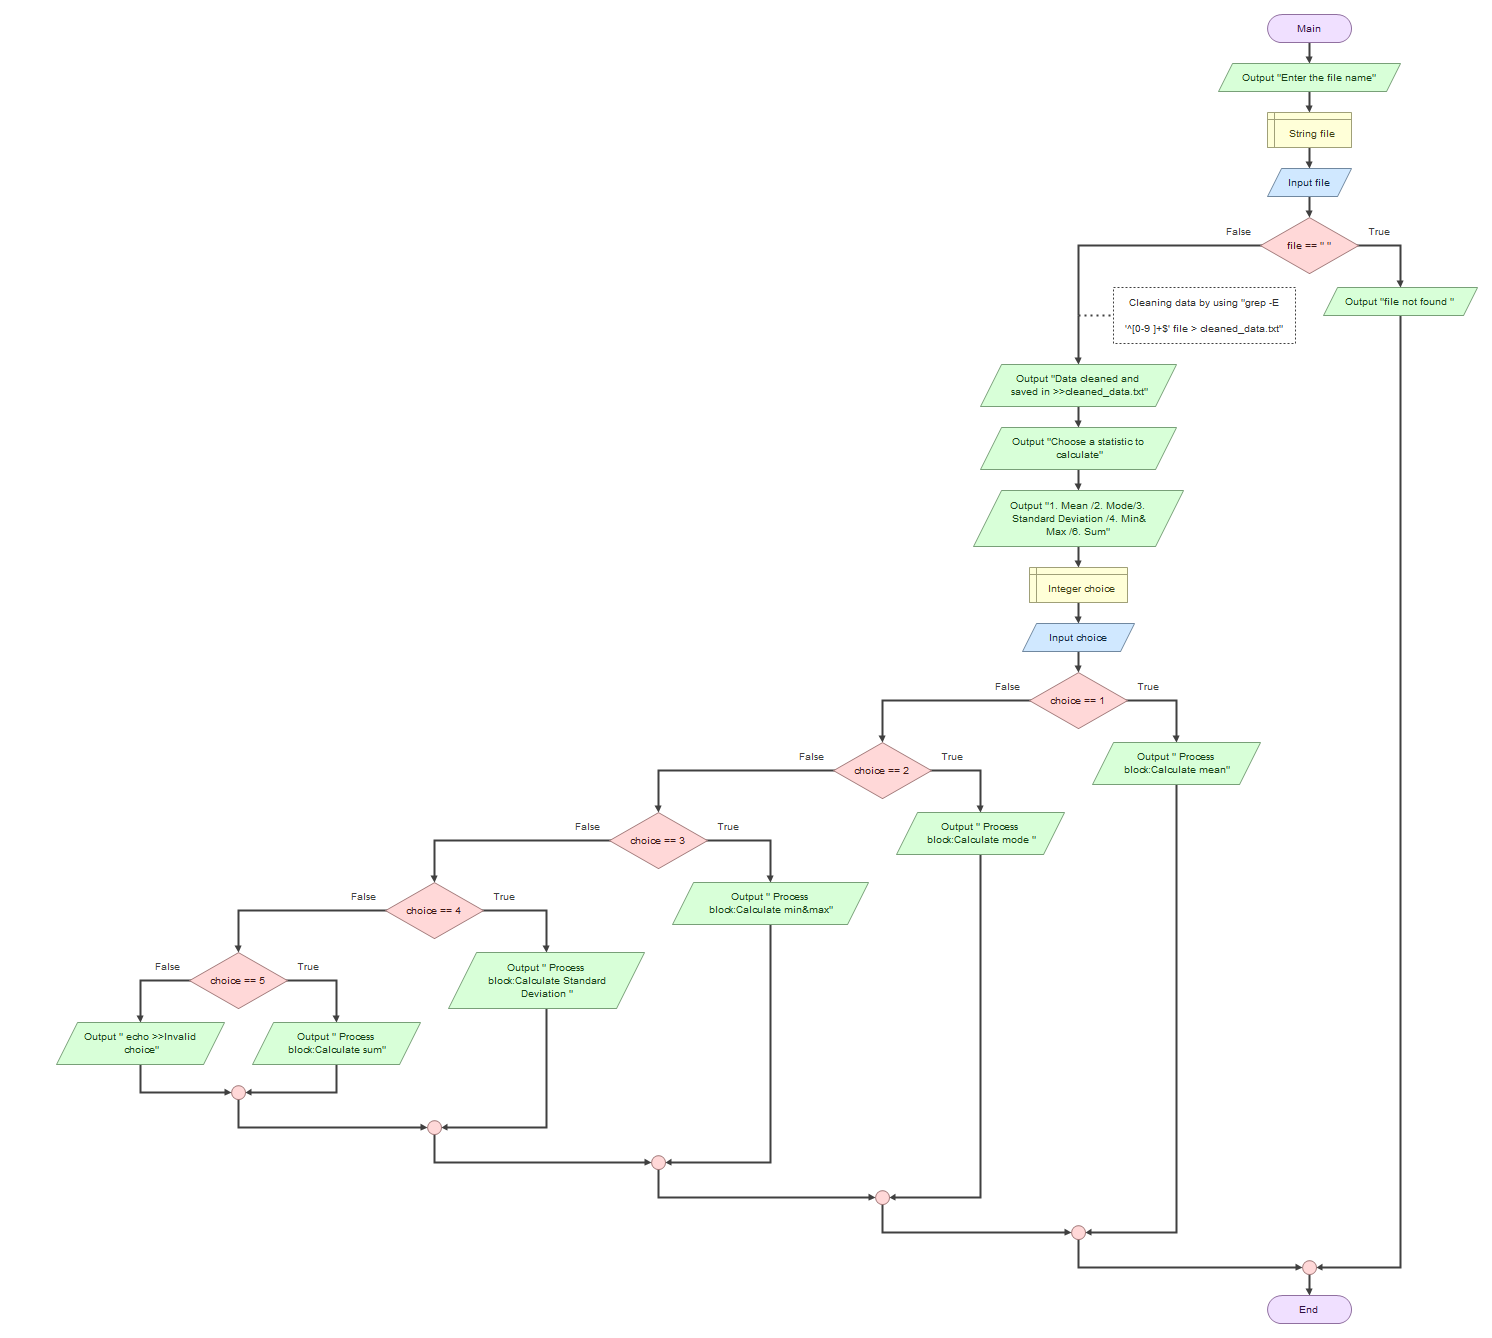 Main
Output "Enter the file name"
String file
Input file
False
True
file == " "
Output "file not found "
Cleaning data by using "grep -E
'^[0-9 ]+$' file > cleaned_data.txt"
Output "Data cleaned and
saved in >>cleaned_data.txt"
Output "Choose a statistic to
calculate"
Output "1. Mean /2. Mode/3.
Standard Deviation /4. Min&
Max /6. Sum"
Integer choice
Input choice
False
True
choice == 1
Output " Process
block:Calculate mean"
False
True
choice == 2
Output " Process
block:Calculate mode "
False
True
choice == 3
Output " Process
block:Calculate min&max"
False
True
choice == 4
Output " Process
block:Calculate Standard
Deviation "
False
True
choice == 5
Output " echo >>Invalid
choice"
Output " Process
block:Calculate sum"
End